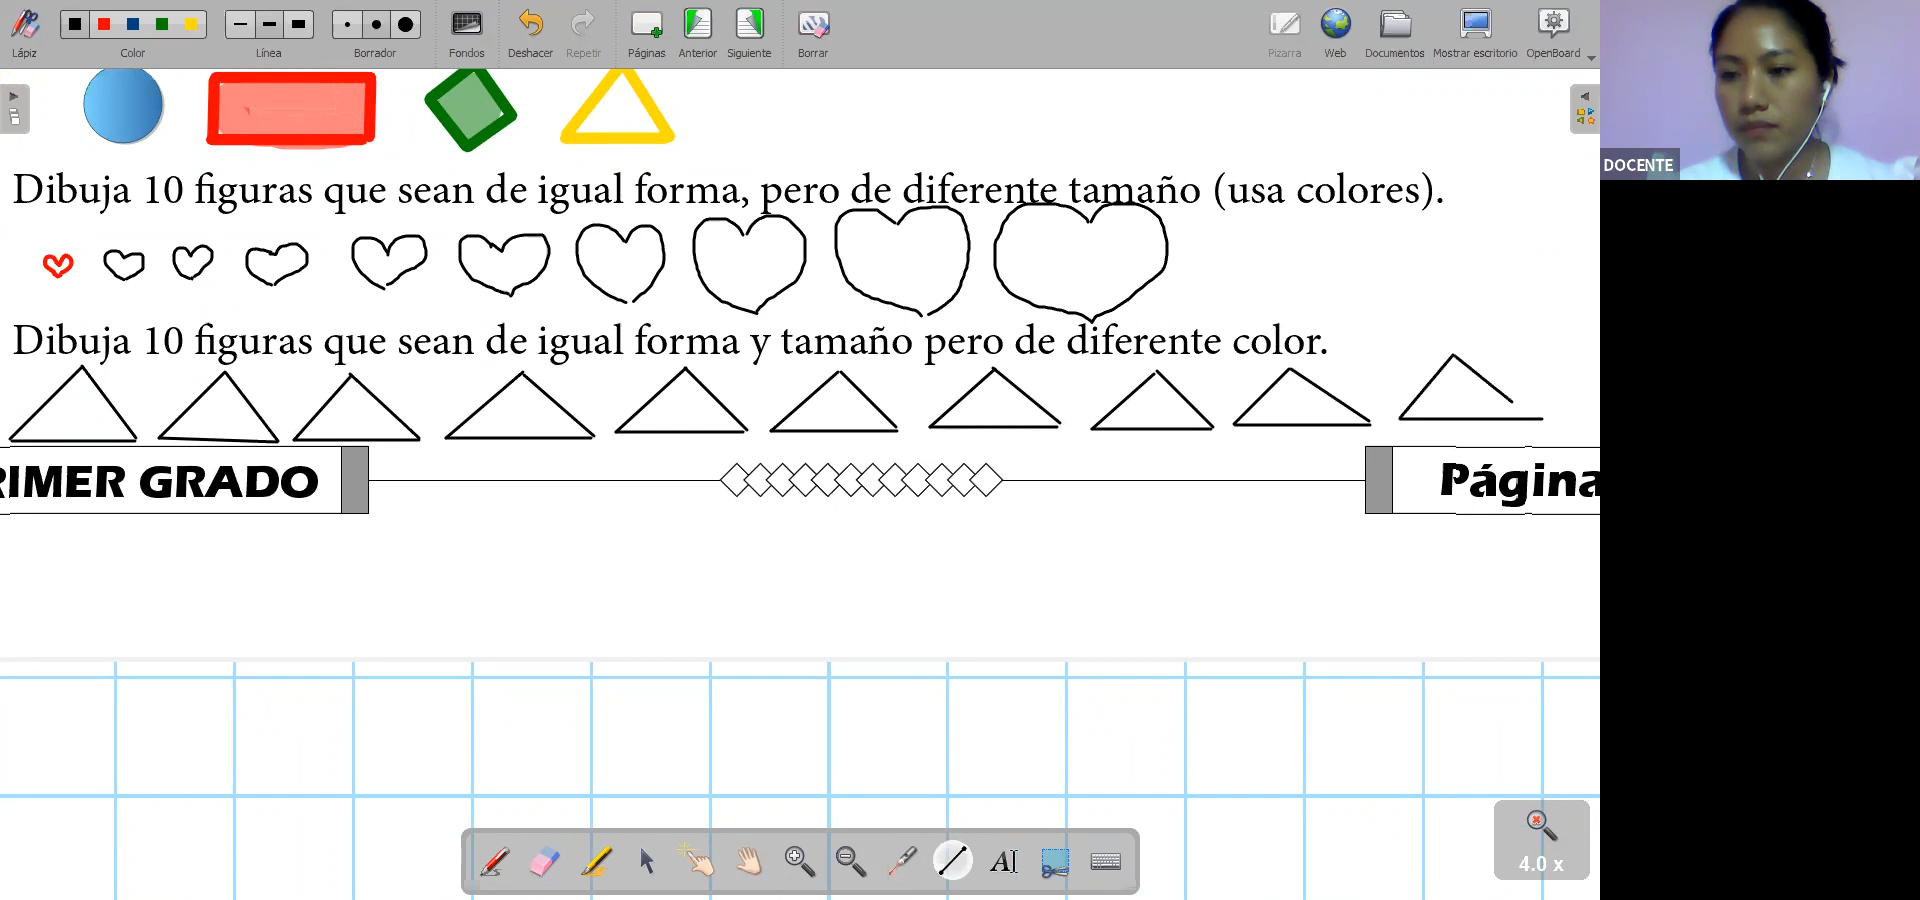 Lápiz Color Línea Borrador Fondos Deshacer Repetir Páginas Anterior Siguiente Borrar Pizarra Web Documentos Mostrar escritorio OpenBoard
DOCENTE
Dibuja 10 figuras que sean de igual forma, pero de diferente tamaño (usa colores).
Dibuja 10 figuras que sean de igual forma y tamaño pero de diferente color.
RIMER GRADO Página
A
4.0 x